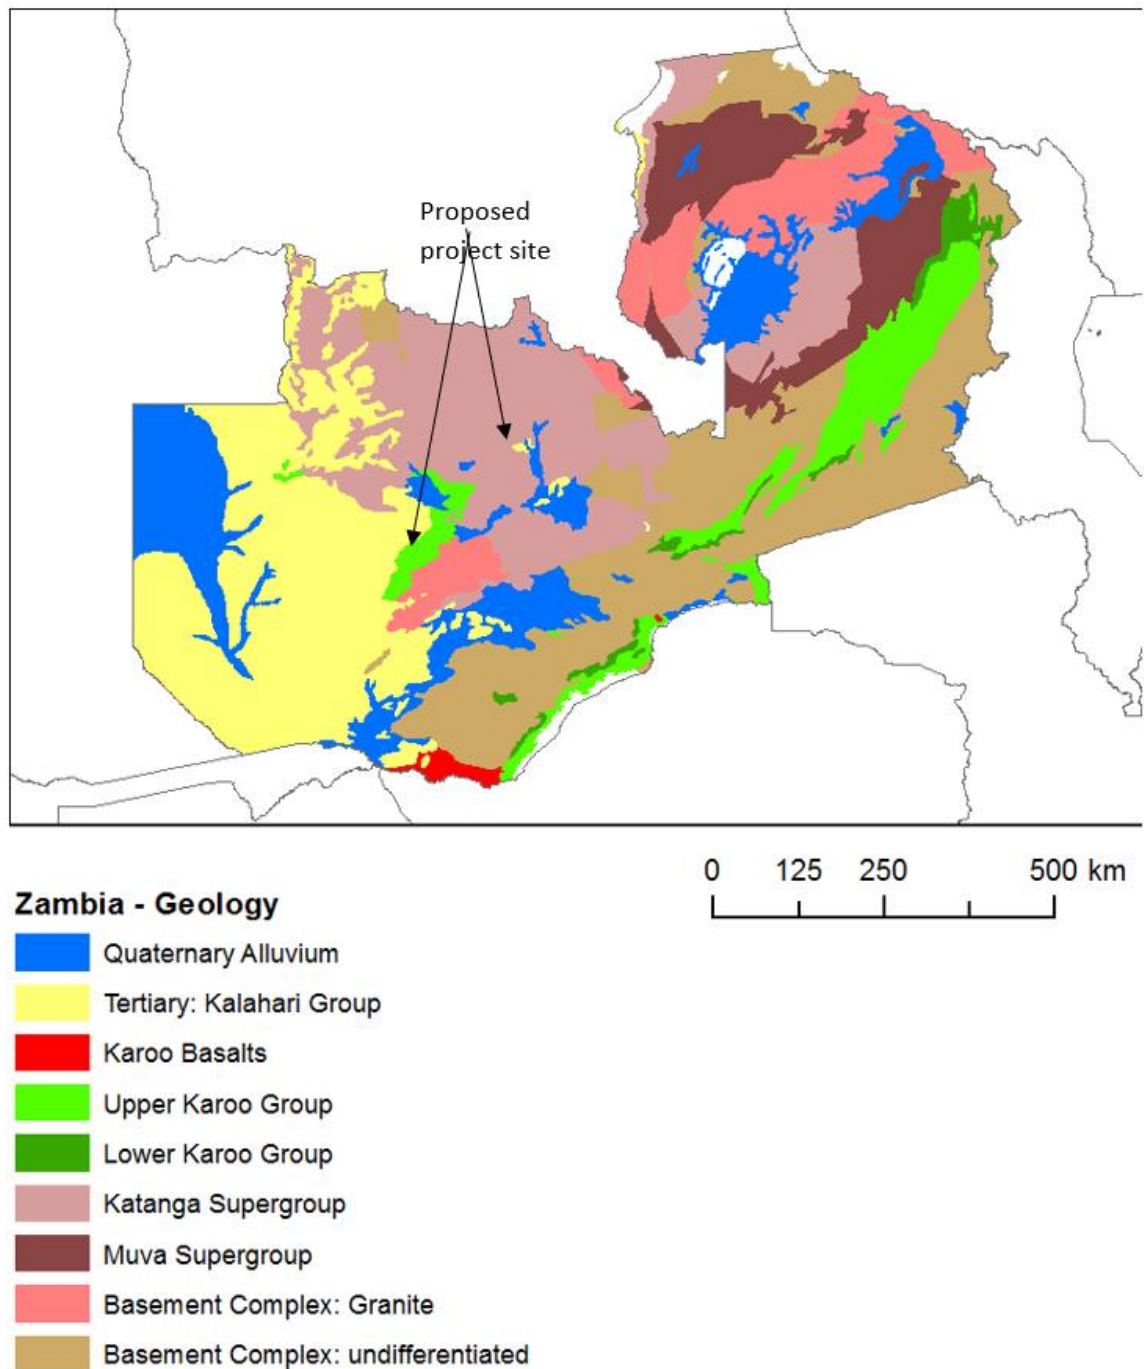 Proposed
project site
0 125 250 500 km
Zambia - Geology
Quaternary Alluvium
Tertiary: Kalahari Group
Karoo Basalts
Upper Karoo Group
Lower Karoo Group
Katanga Supergroup
Muva Supergroup
Basement Complex: Granite
Basement Complex: undifferentiated